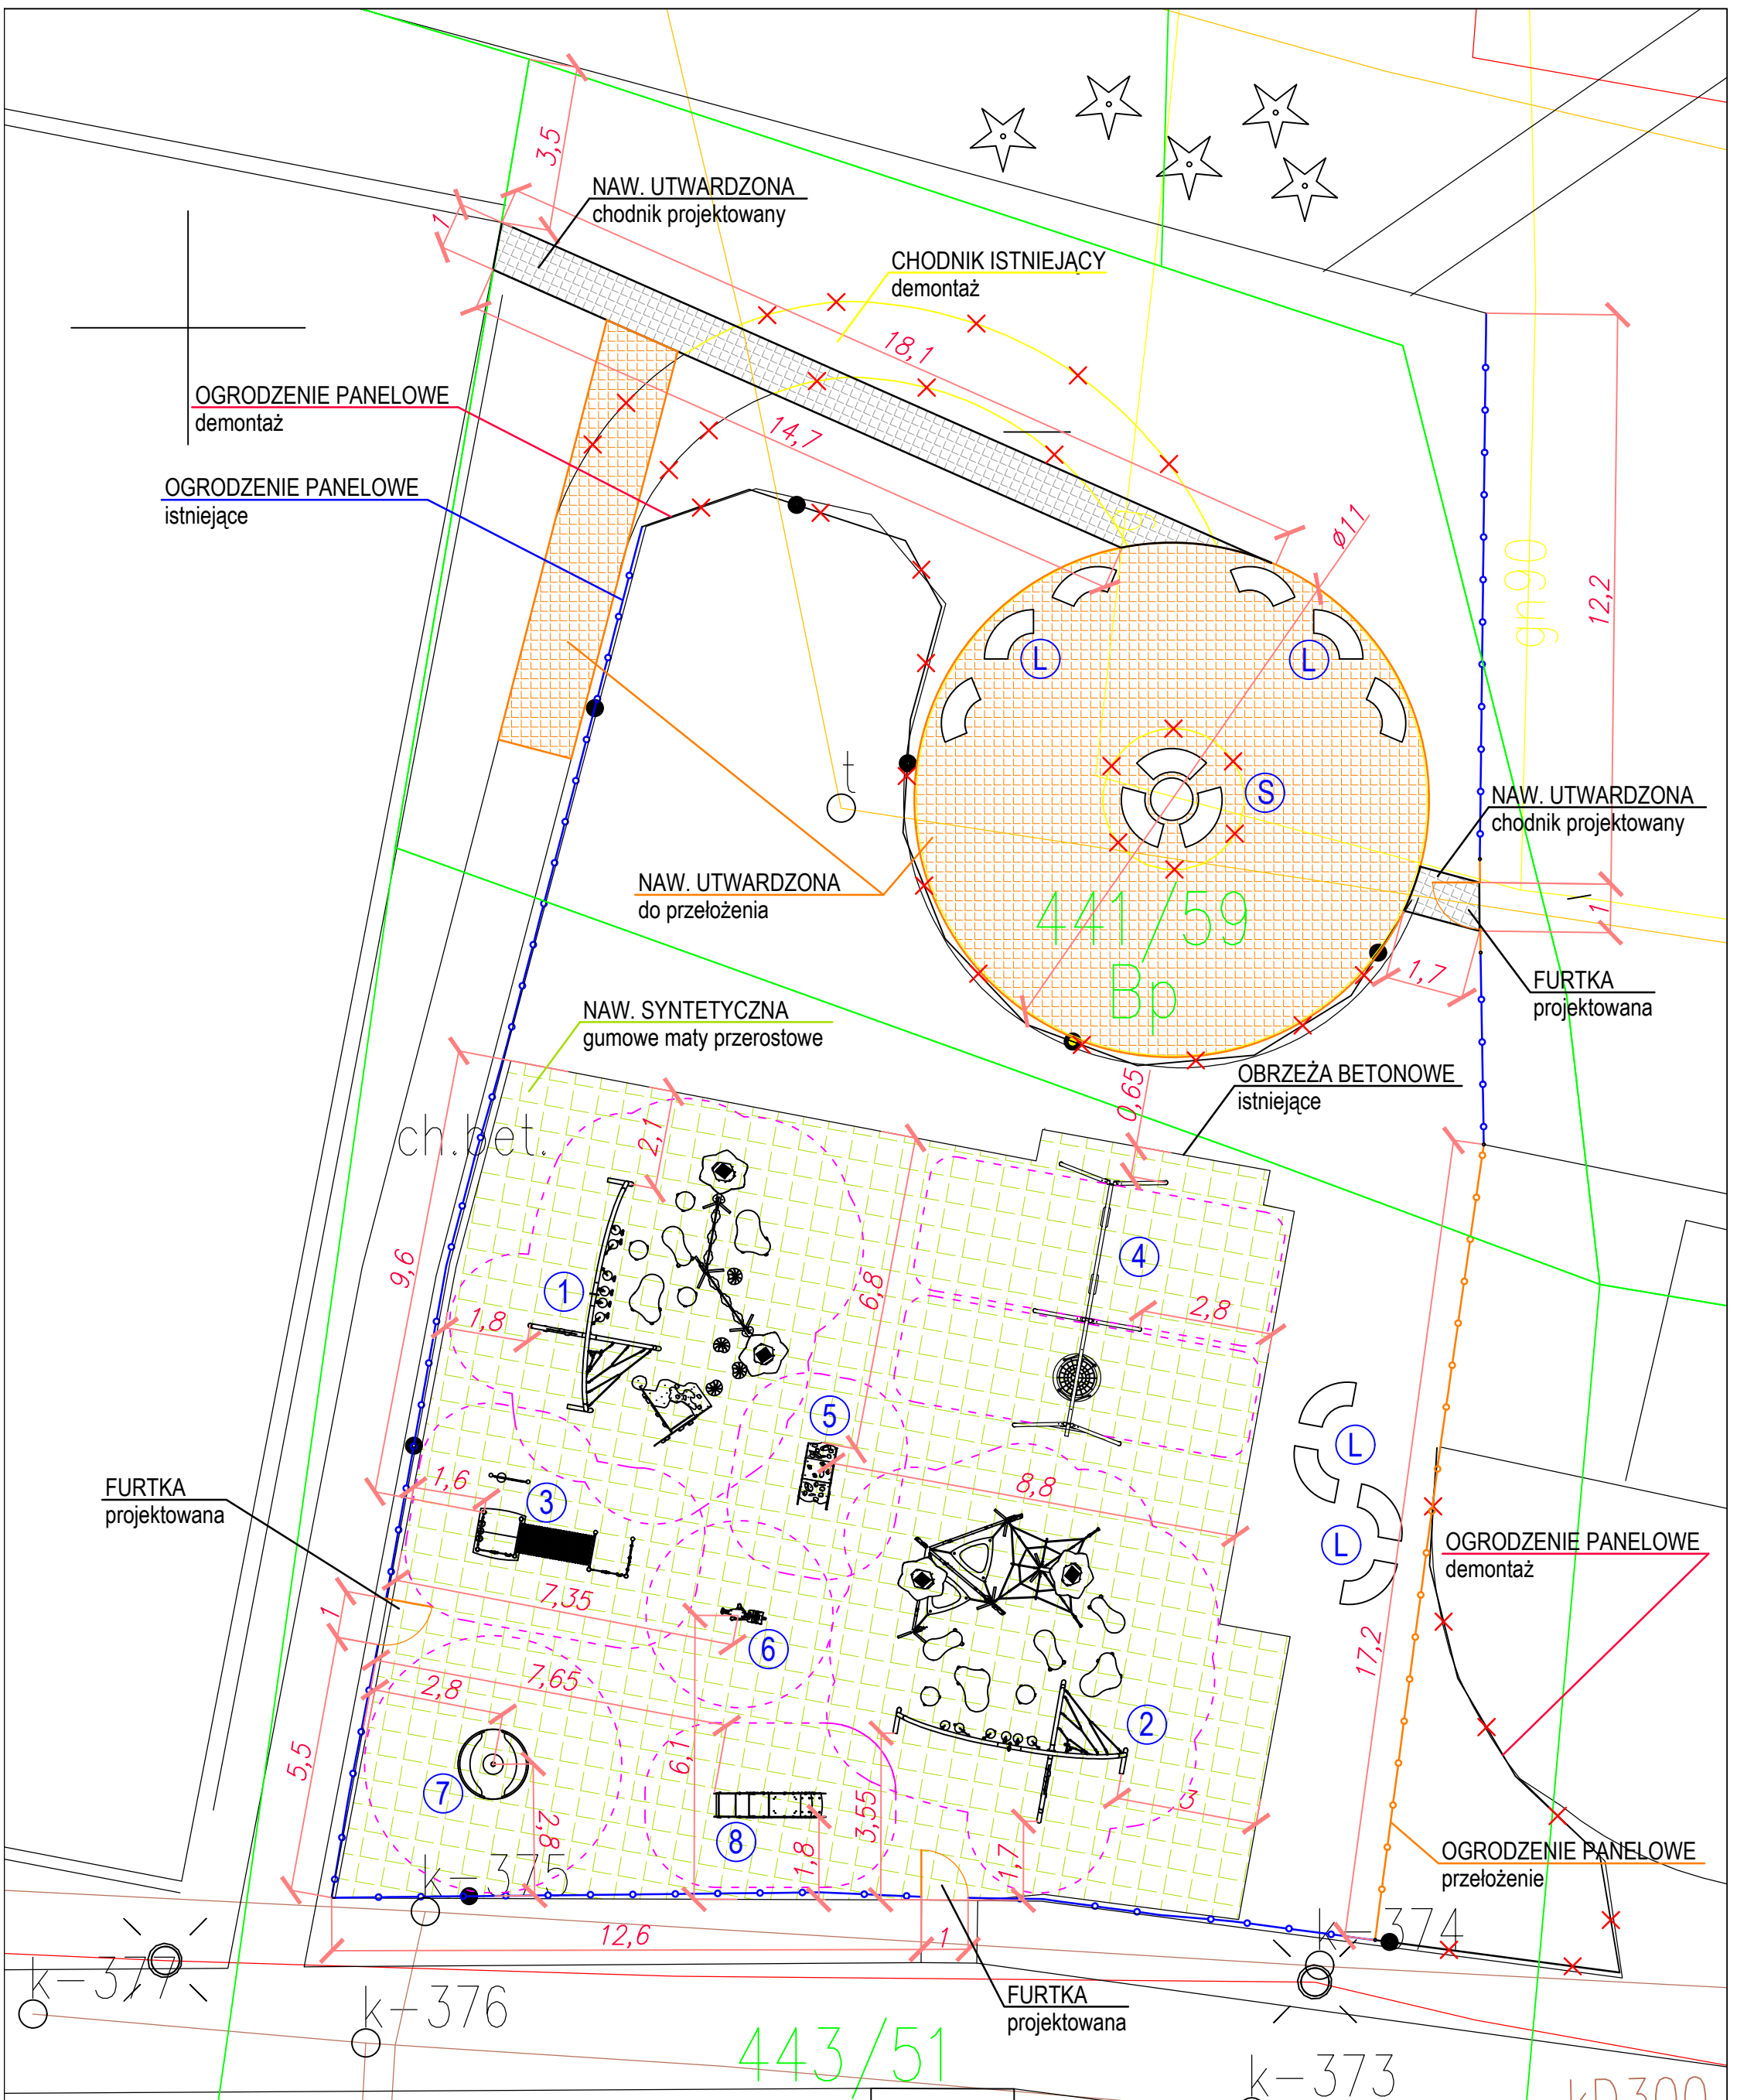 3,5
NAW. UTWARDZONA
chodnik projektowany
1
CHODNIK ISTNIEJĄCY
demontaż
18,1
OGRODZENIE PANELOWE
demontaż
14,7
OGRODZENIE PANELOWE
istniejące
ø11
gn90
12,2
L
L
t
S
NAW. UTWARDZONA
chodnik projektowany
NAW. UTWARDZONA
do przełożenia
441/59
Bp
1
1,7
FURTKA
projektowana
NAW. SYNTETYCZNA
gumowe maty przerostowe
OBRZEŻA BETONOWE
istniejące
0,65
ch.bet.
2,1
9,6
1
1,8
6,8
4
2,8
5
L
1,6
3
8,8
FURTKA
projektowana
L
OGRODZENIE PANELOWE
demontaż
1
7,35
6
17,2
2,8
7,65
2
5,5
6,1
7
2,8
8
1,8
3,55
1,7
3
OGRODZENIE PANELOWE
przełożenie
k-375
12,6
1
k-374
k-377
k-376
FURTKA
projektowana
443/51
k-373
kD300